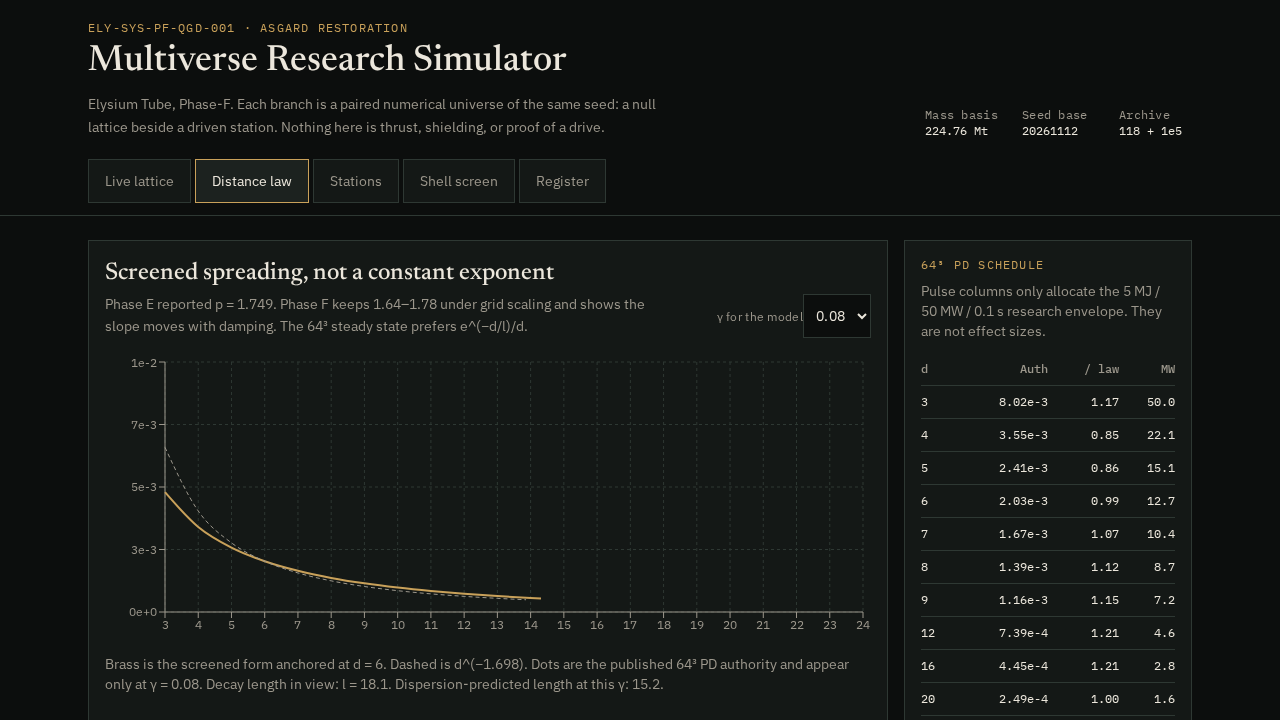 ELY-SYS-PF-QGD-001 · ASGARD RESTORATION
Multiverse Research Simulator
Elysium Tube, Phase-F. Each branch is a paired numerical universe of the same seed: a null
lattice beside a driven station. Nothing here is thrust, shielding, or proof of a drive.
Mass basis Seed base Archive
224.76 Mt 20261112 118 + 1e5
Live lattice Distance law Stations Shell screen Register
Screened spreading, not a constant exponent
Phase E reported p = 1.749. Phase F keeps 1.64–1.78 under grid scaling and shows the
slope moves with damping. The 64³ steady state prefers e^(−d/l)/d.
γ for the model 0.08
1e-2
7e-3
5e-3
3e-3
0e+0
3 4 5 6 7 8 9 10 11 12 13 14 15 16 17 18 19 20 21 22 23 24
Brass is the screened form anchored at d = 6. Dashed is d^(−1.698). Dots are the published 64³ PD authority and appear
only at γ = 0.08. Decay length in view: l = 18.1. Dispersion-predicted length at this γ: 15.2.
64³ PD SCHEDULE
Pulse columns only allocate the 5 MJ /
50 MW / 0.1 s research envelope. They
are not effect sizes.
d Auth / law MW
3 8.02e-3 1.17 50.0
4 3.55e-3 0.85 22.1
5 2.41e-3 0.86 15.1
6 2.03e-3 0.99 12.7
7 1.67e-3 1.07 10.4
8 1.39e-3 1.12 8.7
9 1.16e-3 1.15 7.2
12 7.39e-4 1.21 4.6
16 4.45e-4 1.21 2.8
20 2.49e-4 1.00 1.6